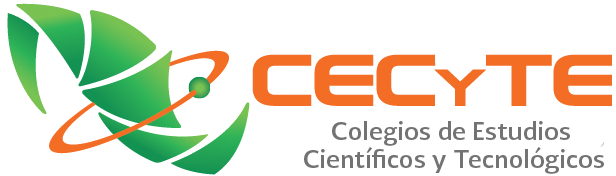 CECyTE
Colegios de Estudios
Científicos y Tecnológicos